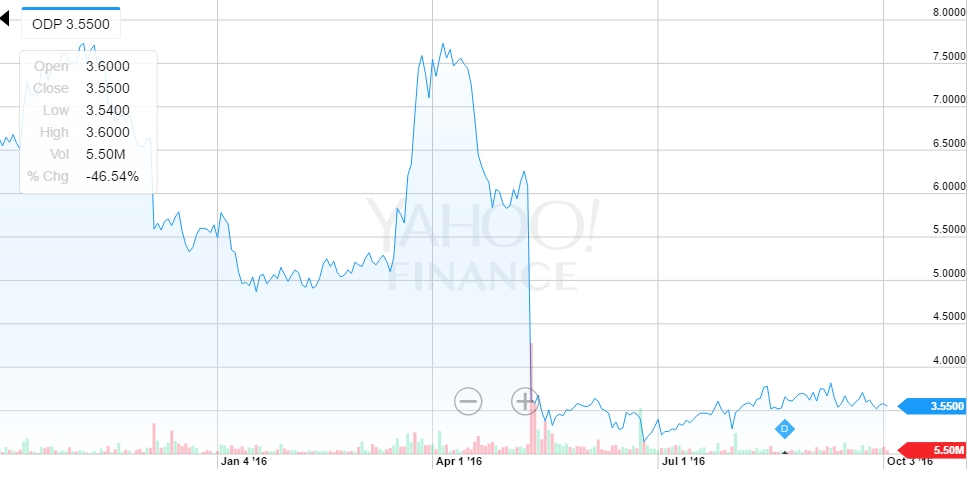 ODP 3.5500
Open 3.6000
Close 3.5500
Low 3.5400
High 3.6000
Vol 5.50M
% Chg -46.54%
YAHOO!
FINANCE
8.0000
7.5000
7.0000
6.5000
6.0000
5.5000
5.0000
4.5000
4.0000
3.5500
D
5.50M
Jan 4 '16
Apr 1 '16
Jul 1 '16
Oct 3 '16